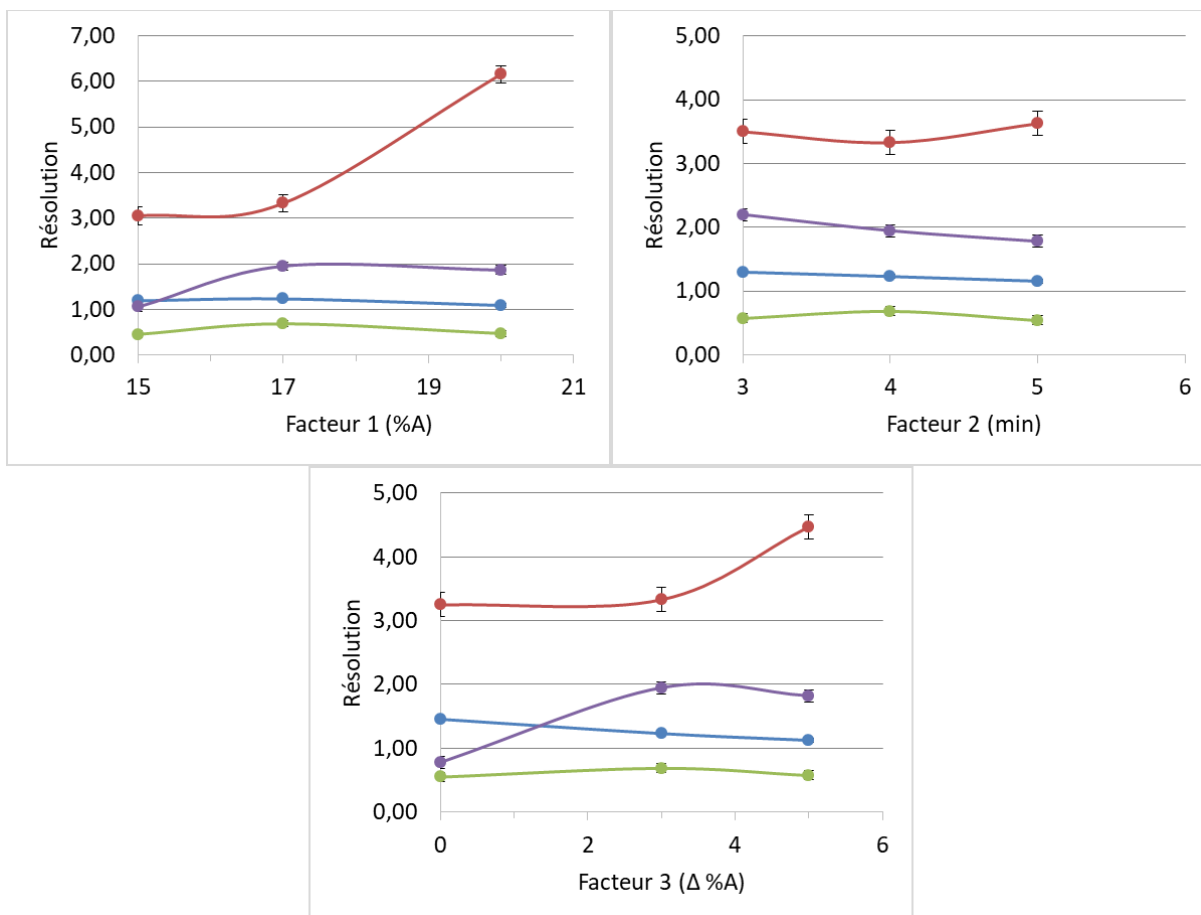 7,00
6,00
5,00
4,00
3,00
2,00
1,00
0,00
Résolution
15 17 19 21
Facteur 1 (%A)
5,00
4,00
3,00
2,00
1,00
0,00
Résolution
3 4 5 6
Facteur 2 (min)
5,00
4,00
3,00
2,00
1,00
0,00
Résolution
0 2 4 6
Facteur 3 (Δ %A)